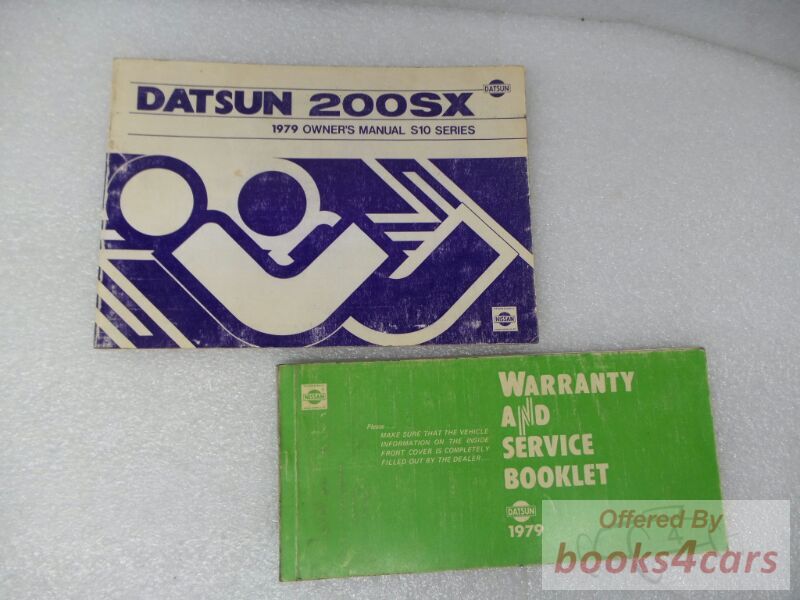 DATSUN 200SX
DATSUN
1979 OWNER'S MANUAL S10 SERIES
NISSAN
NISSAN
WARRANTY
AND
SERVICE
BOOKLET
Please....
MAKE SURE THAT THE VEHICLE
INFORMATION ON THE INSIDE
FRONT COVER IS COMPLETELY
FILLED OUT BY THE DEALER....
DATSUN
1979
Offered By
books4cars